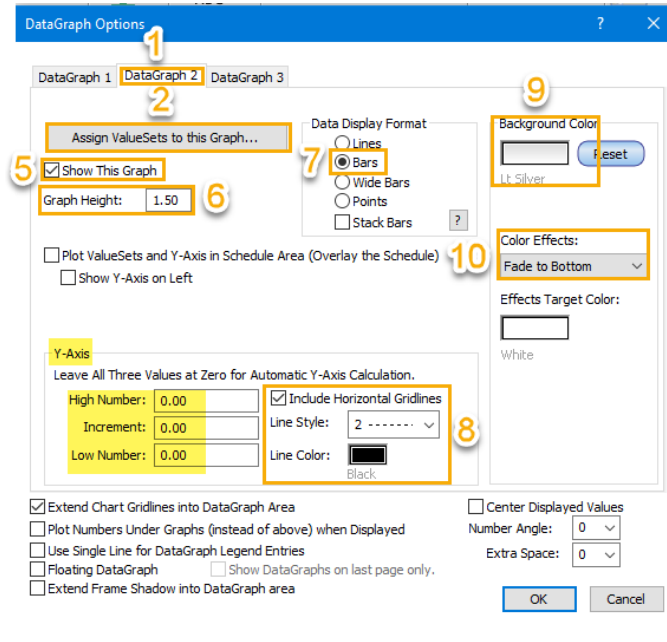 DataGraph Options
?
1
DataGraph 1 DataGraph 2 DataGraph 3
2
9
Assign ValueSets to this Graph...
Data Display Format
Background Color
Lines
5
Show This Graph
7
Bars
Reset
Wide Bars
Lt Silver
Graph Height: 1.50
6
Points
Stack Bars
?
Color Effects:
Plot ValueSets and Y-Axis in Schedule Area (Overlay the Schedule)
10
Fade to Bottom
Show Y-Axis on Left
Effects Target Color:
White
Y-Axis
Leave All Three Values at Zero for Automatic Y-Axis Calculation.
High Number: 0.00
Include Horizontal Gridlines
Increment: 0.00
Line Style: 2 -------
8
Low Number: 0.00
Line Color:
Black
Extend Chart Gridlines into DataGraph Area
Center Displayed Values
Plot Numbers Under Graphs (instead of above) when Displayed
Number Angle: 0
Use Single Line for DataGraph Legend Entries
Extra Space: 0
Floating DataGraph
Show DataGraphs on last page only.
Extend Frame Shadow into DataGraph area
OK
Cancel